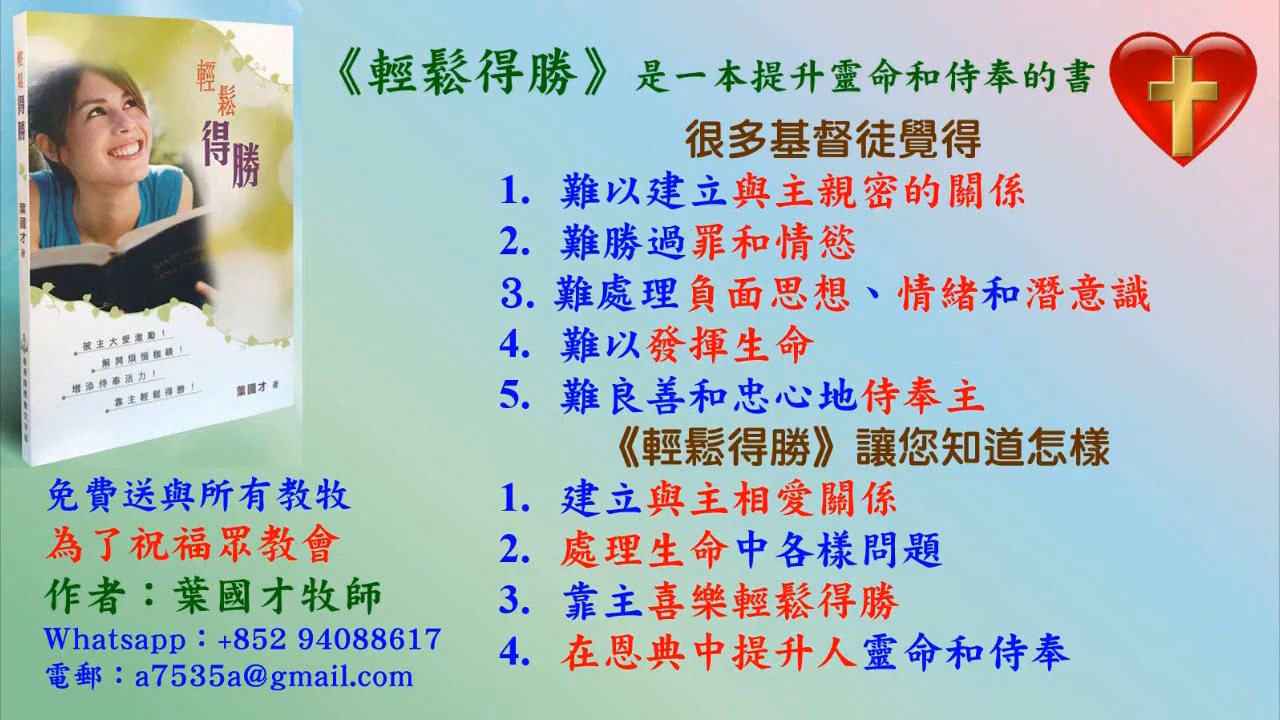 《輕鬆得勝》是一本提升靈命和侍奉的書
很多基督徒覺得
1. 難以建立與主親密的關係
2. 難勝過罪和情慾
3. 難處理負面思想、情緒和潛意識
4. 難以發揮生命
5. 難良善和忠心地侍奉主
《輕鬆得勝》讓您知道怎樣
1. 建立與主相愛關係
2. 處理生命中各樣問題
3. 靠主喜樂輕鬆得勝
4. 在恩典中提升人靈命和侍奉
輕鬆得勝
葉國才 著
輕鬆
得勝
被主大愛激勵！
解開煩惱枷鎖！
增添侍奉活力！
靠主輕鬆得勝！
葉國才 著
免費送與所有教牧
為了祝福眾教會
作者：葉國才牧師
Whatsapp：+852 94088617
電郵：a7535a@gmail.com